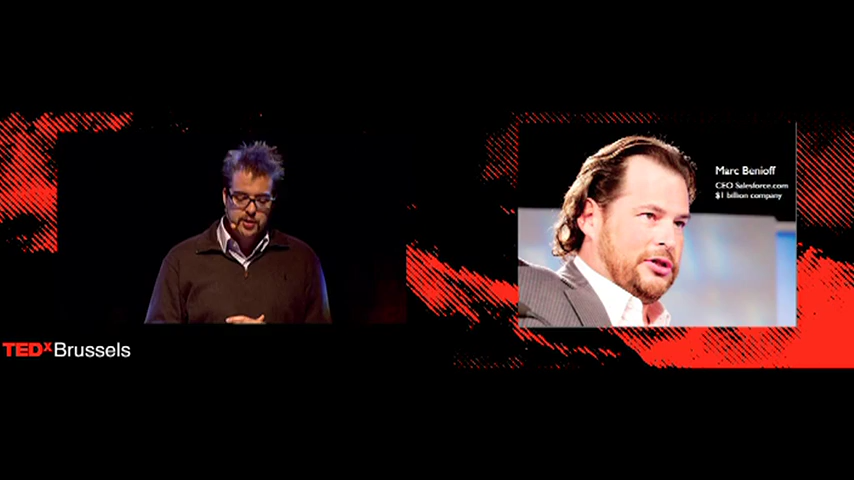 Marc Benioff
CEO Salesforce.com
$1 billion company
TEDxBrussels